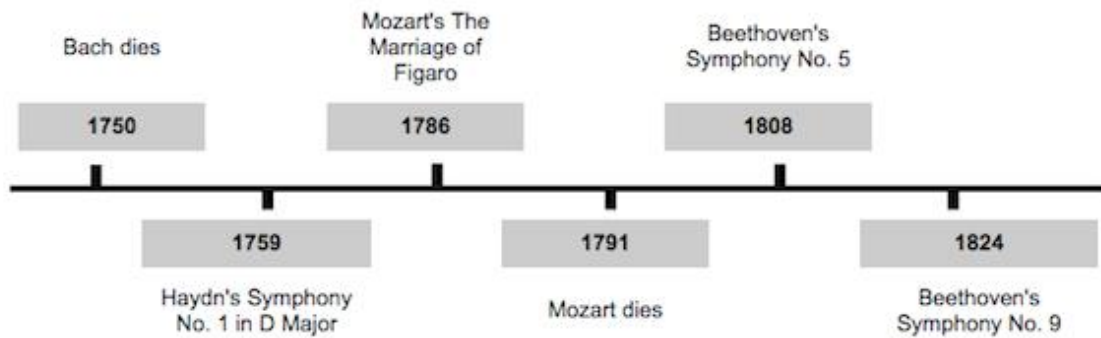 Bach dies
1750
Haydn's Symphony
No. 1 in D Major
1759
Mozart's The
Marriage of
Figaro
1786
1791
Mozart dies
Beethoven's
Symphony No. 5
1808
1824
Beethoven's
Symphony No. 9